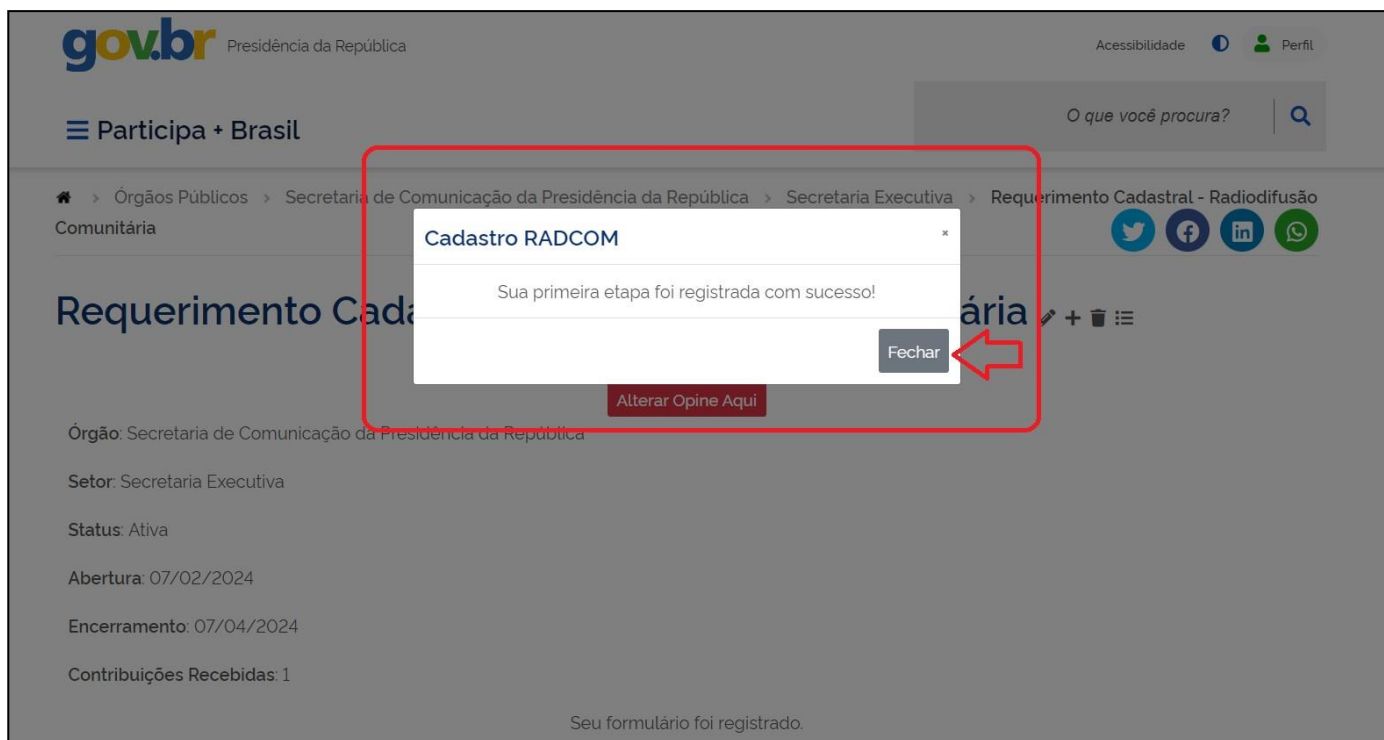 gov.br Presidência da República
Acessibilidade Perfil
Participa + Brasil
O que você procura?
> Órgãos Públicos > Secretaria de Comunicação da Presidência da República > Secretaria Executiva > Requerimento Cadastral - Radiodifusão
Comunitária
Cadastro RADCOM ×
Sua primeira etapa foi registrada com sucesso!
Requerimento Cada ária
Fechar
Alterar Opine Aqui
Órgão: Secretaria de Comunicação da Presidência da República
Setor: Secretaria Executiva
Status: Ativa
Abertura: 07/02/2024
Encerramento: 07/04/2024
Contribuições Recebidas: 1
Seu formulário foi registrado.